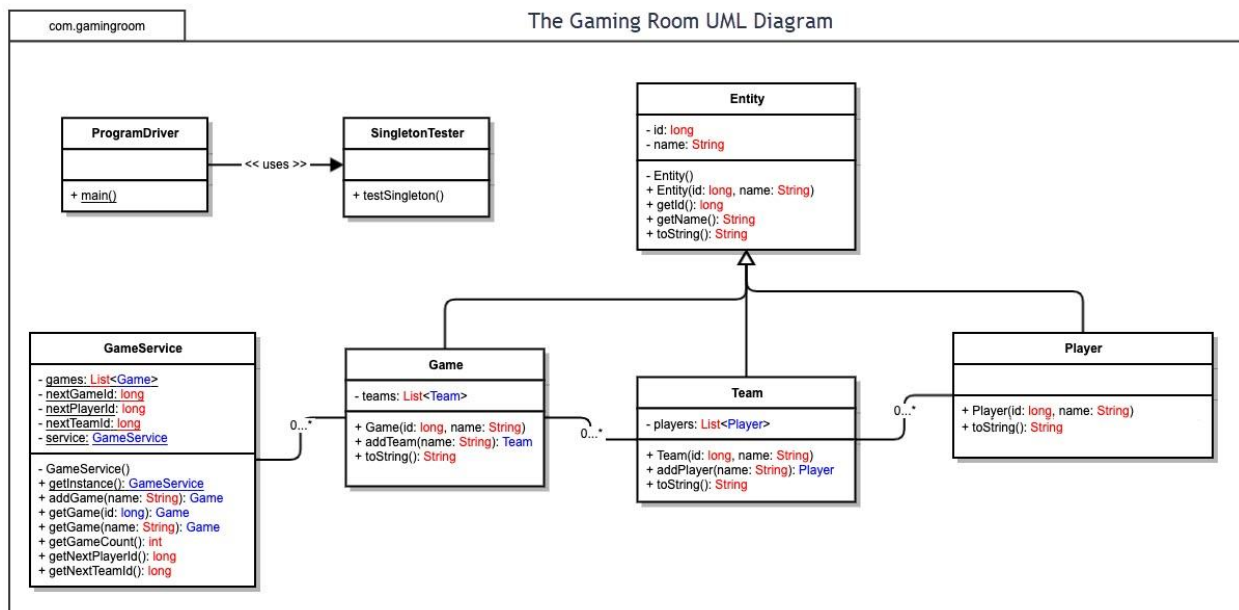 The Gaming Room UML Diagram
com.gamingroom
ProgramDriver
+ main()
<< uses >>
SingletonTester
+ testSingleton()
Entity
- id: long
- name: String
- Entity()
+ Entity(id: long, name: String)
+ getId(): long
+ getName(): String
+ toString(): String
GameService
- games: List<Game>
- nextGameId: long
- nextPlayerId: long
- nextTeamId: long
- service: GameService
- GameService()
+ getInstance(): GameService
+ addGame(name: String): Game
+ getGame(id: long): Game
+ getGame(name: String): Game
+ getGameCount(): int
+ getNextPlayerId(): long
+ getNextTeamId(): long
0...*
Game
- teams: List<Team>
+ Game(id: long, name: String)
+ addTeam(name: String): Team
+ toString(): String
0...*
Team
- players: List<Player>
+ Team(id: long, name: String)
+ addPlayer(name: String): Player
+ toString(): String
0...*
Player
+ Player(id: long, name: String)
+ toString(): String